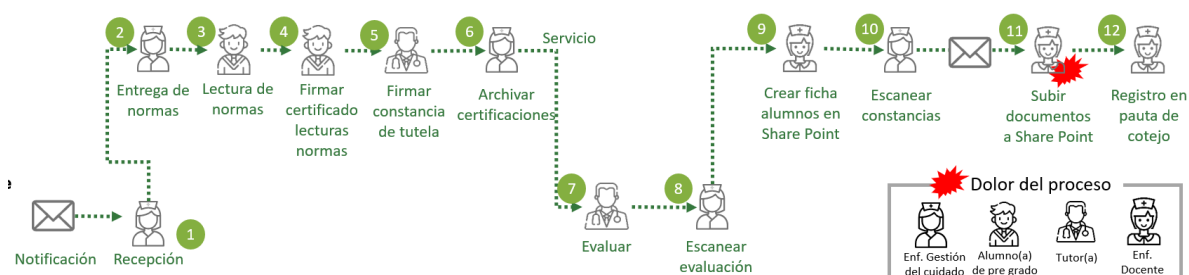 2
3
4
5
6
Servicio
9
10
11
12
Entrega de
normas
Lectura de
normas
Firmar
certificado
lecturas
normas
Firmar
constancia
de tutela
Archivar
certificaciones
Crear ficha
alumnos en
Share Point
Escanear
constancias
Subir
documentos
a Share Point
Registro en
pauta de
cotejo
e
7
8
Dolor del proceso
1
Notificación
Recepción
Evaluar
Escanear
evaluación
Enf. Gestión
del cuidado
Alumno(a)
de pre grado
Tutor(a)
Enf.
Docente